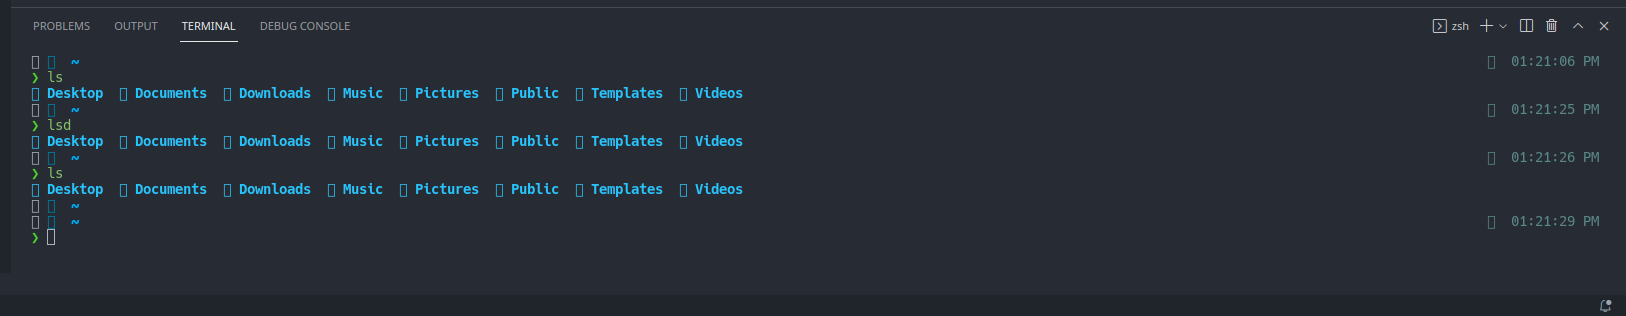 PROBLEMS OUTPUT TERMINAL DEBUG CONSOLE zsh
~ 01:21:06 PM
❯ ls
Desktop Documents Downloads Music Pictures Public Templates Videos
~ 01:21:25 PM
❯ lsd
Desktop Documents Downloads Music Pictures Public Templates Videos
~ 01:21:26 PM
❯ ls
Desktop Documents Downloads Music Pictures Public Templates Videos
~
~ 01:21:29 PM
❯